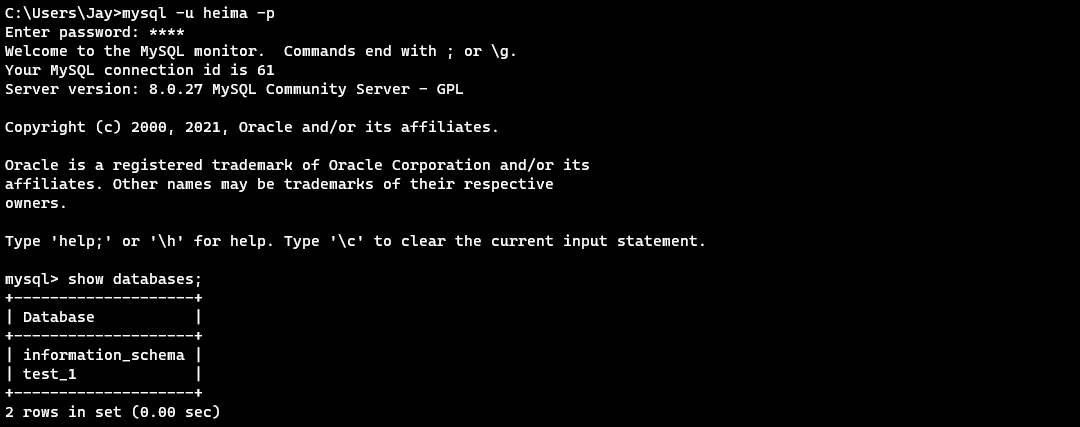 C:\Users\Jay>mysql -u heima -p
Enter password: ****
Welcome to the MySQL monitor.  Commands end with ; or \g.
Your MySQL connection id is 61
Server version: 8.0.27 MySQL Community Server - GPL
Copyright (c) 2000, 2021, Oracle and/or its affiliates.
Oracle is a registered trademark of Oracle Corporation and/or its
affiliates. Other names may be trademarks of their respective
owners.
Type 'help;' or '\h' for help. Type '\c' to clear the current input statement.
mysql> show databases;
+--------------------+
| Database           |
+--------------------+
| information_schema |
| test_1             |
+--------------------+
2 rows in set (0.00 sec)